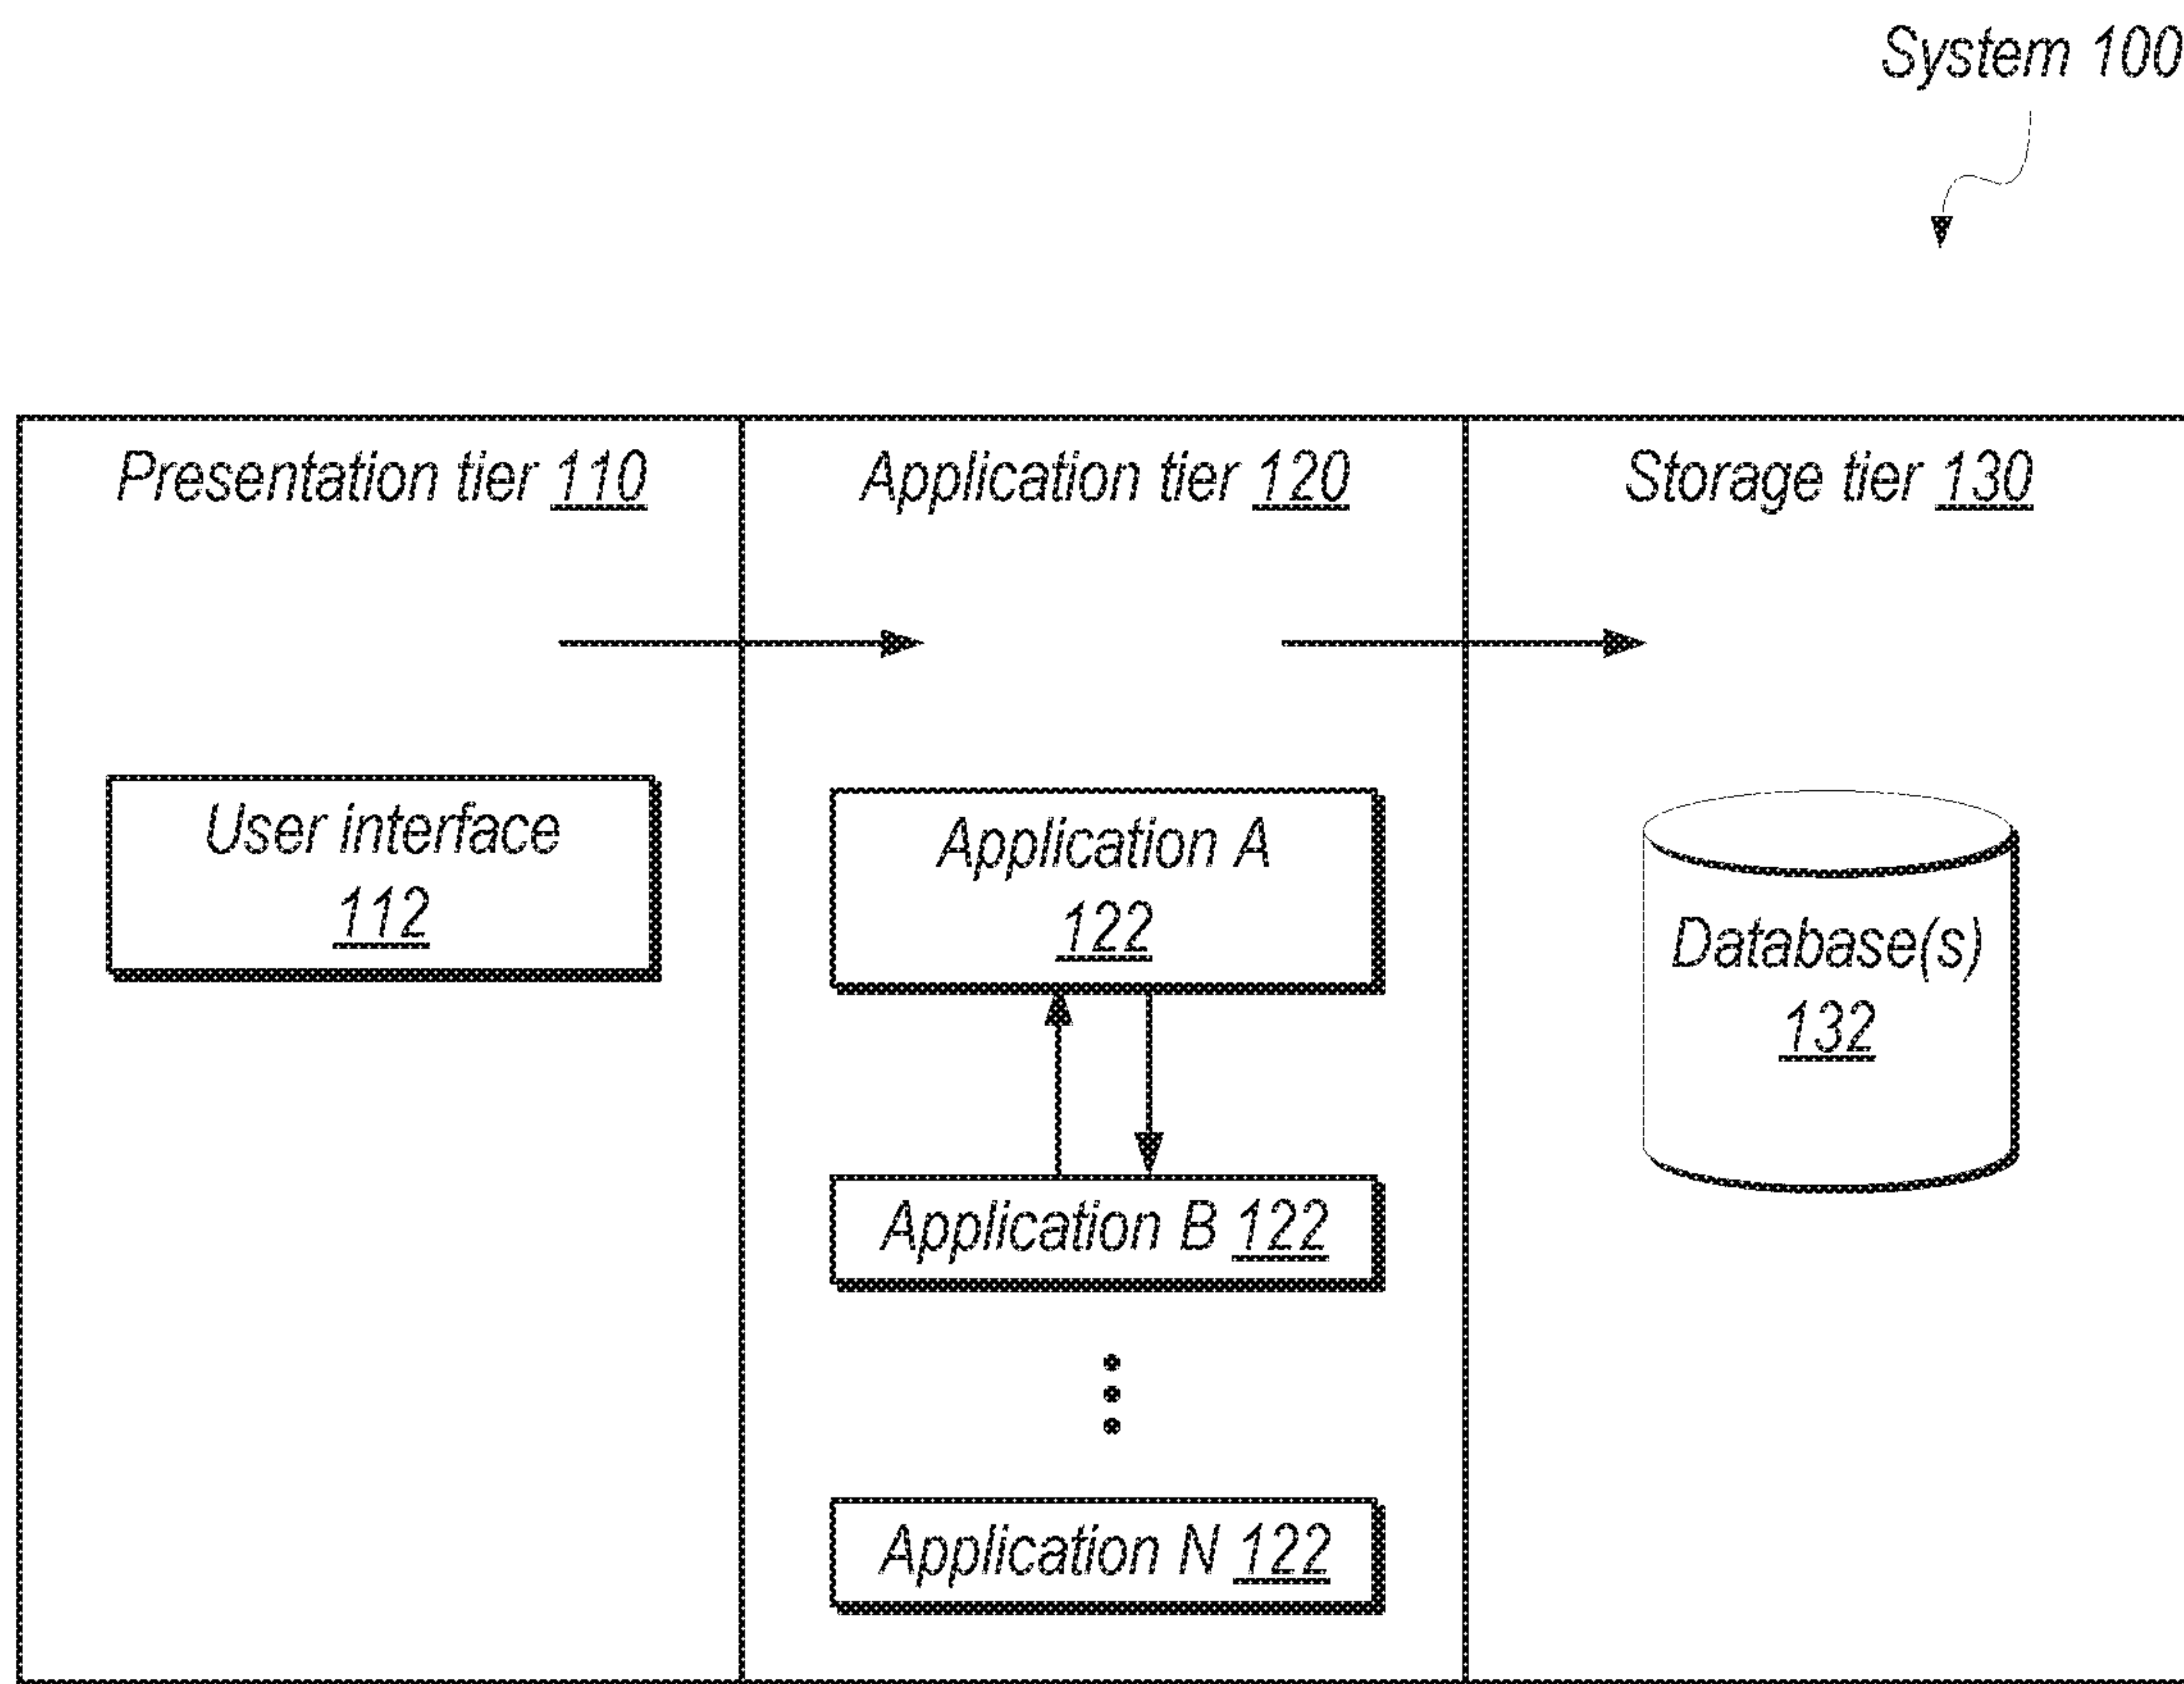 System 100
Presentation tier 110
Application tier 120
Storage tier 130
User interface
112
Application A
122
Database(s)
132
Application B 122
Application N 122